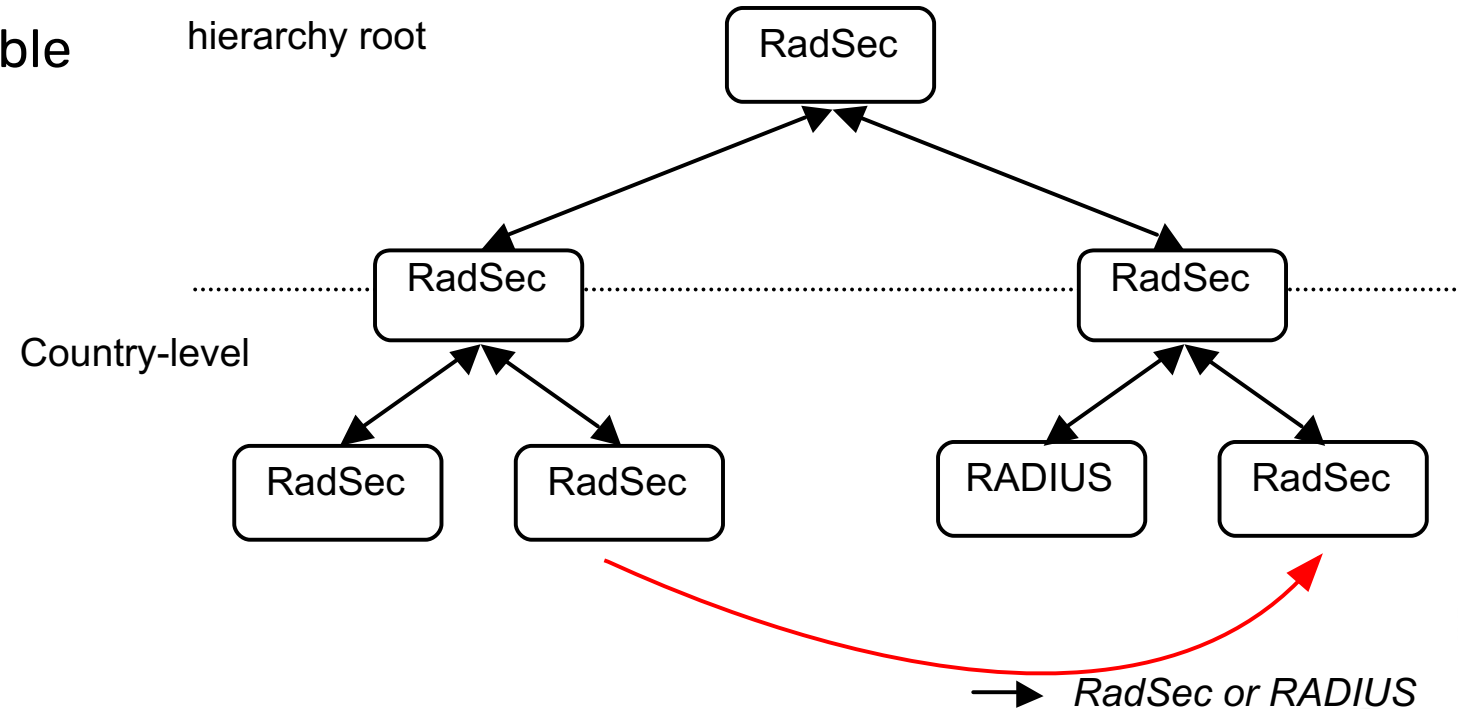 ble
hierarchy root
RadSec
RadSec
RadSec
Country-level
RadSec
RadSec
RADIUS
RadSec
RadSec or RADIUS